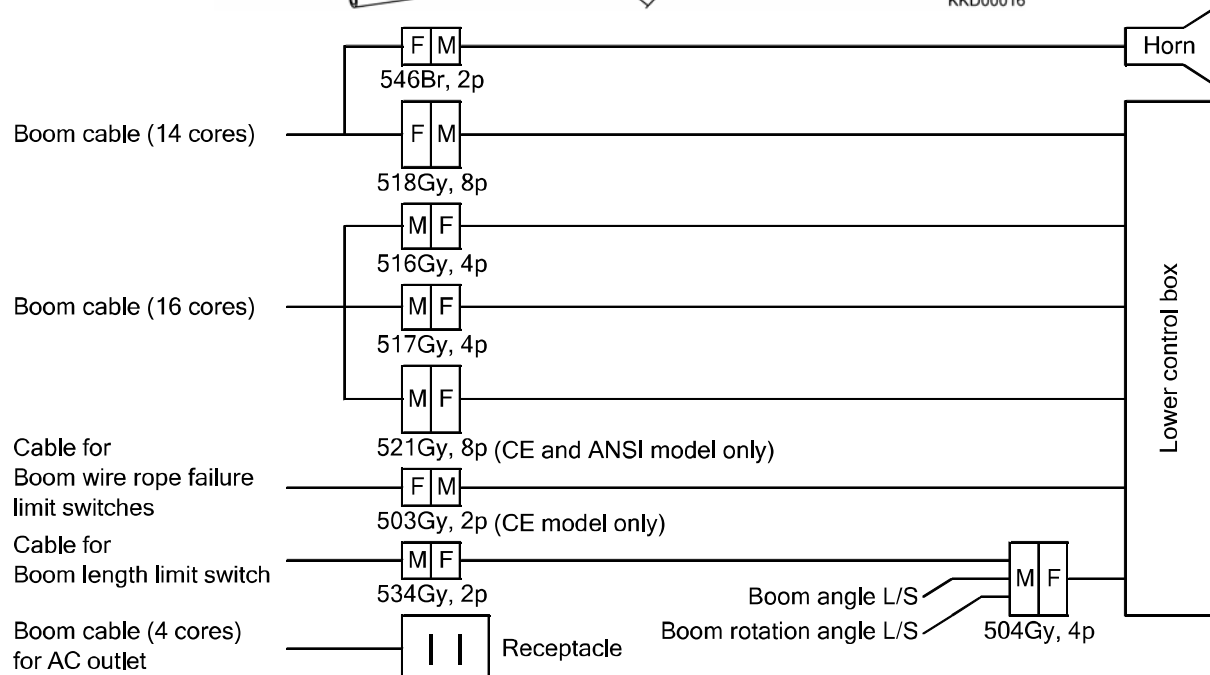 KKD00016
F M
Horn
546Br, 2p
Boom cable (14 cores)
F M
518Gy, 8p
M F
516Gy, 4p
Boom cable (16 cores)
M F
517Gy, 4p
M F
521Gy, 8p (CE and ANSI model only)
Lower control box
Cable for
Boom wire rope failure
limit switches
F M
503Gy, 2p (CE model only)
Cable for
Boom length limit switch
M F
534Gy, 2p
Boom angle L/S
Boom rotation angle L/S
M F
504Gy, 4p
Boom cable (4 cores)
for AC outlet
Receptacle